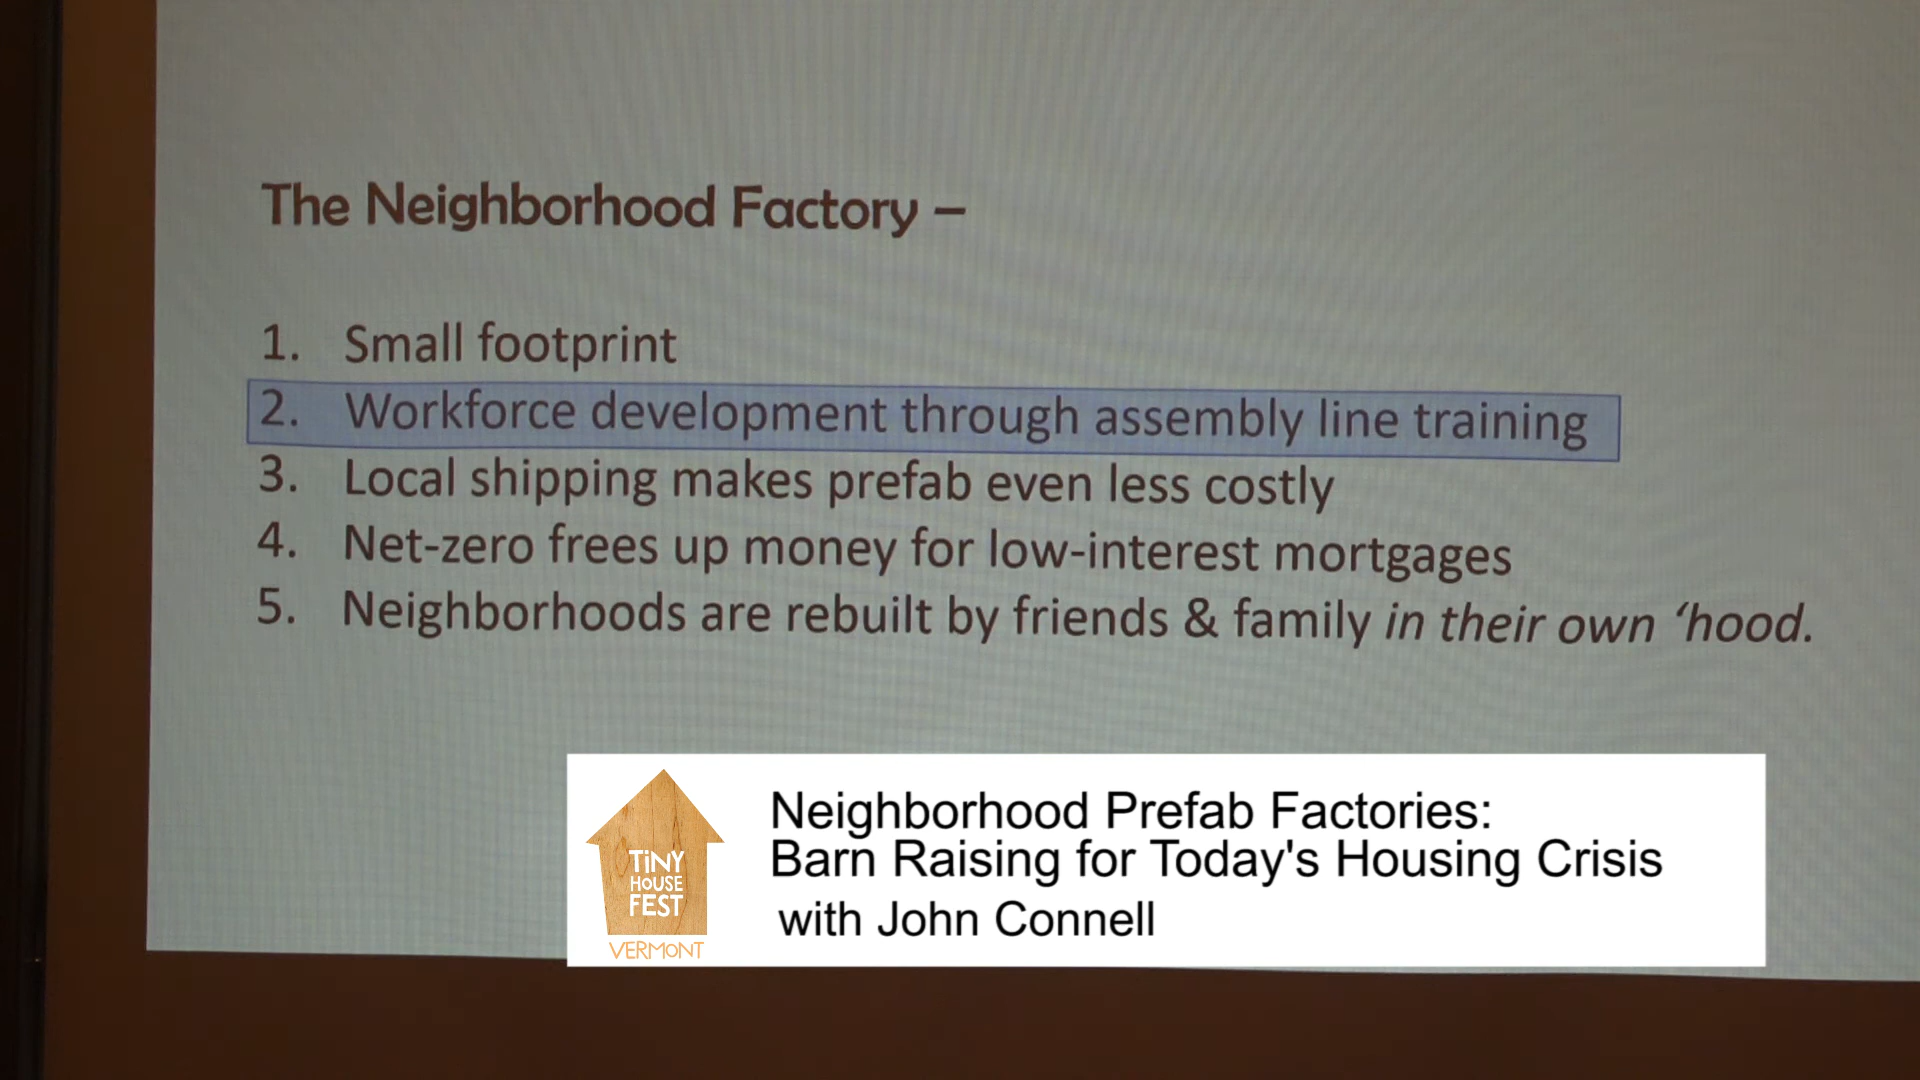 The Neighborhood Factory –
1. Small footprint
2. Workforce development through assembly line training
3. Local shipping makes prefab even less costly
4. Net-zero frees up money for low-interest mortgages
5. Neighborhoods are rebuilt by friends & family in their own ‘hood.
TiNY
HOUSE
FEST
VERMONT
Neighborhood Prefab Factories:
Barn Raising for Today's Housing Crisis
with John Connell